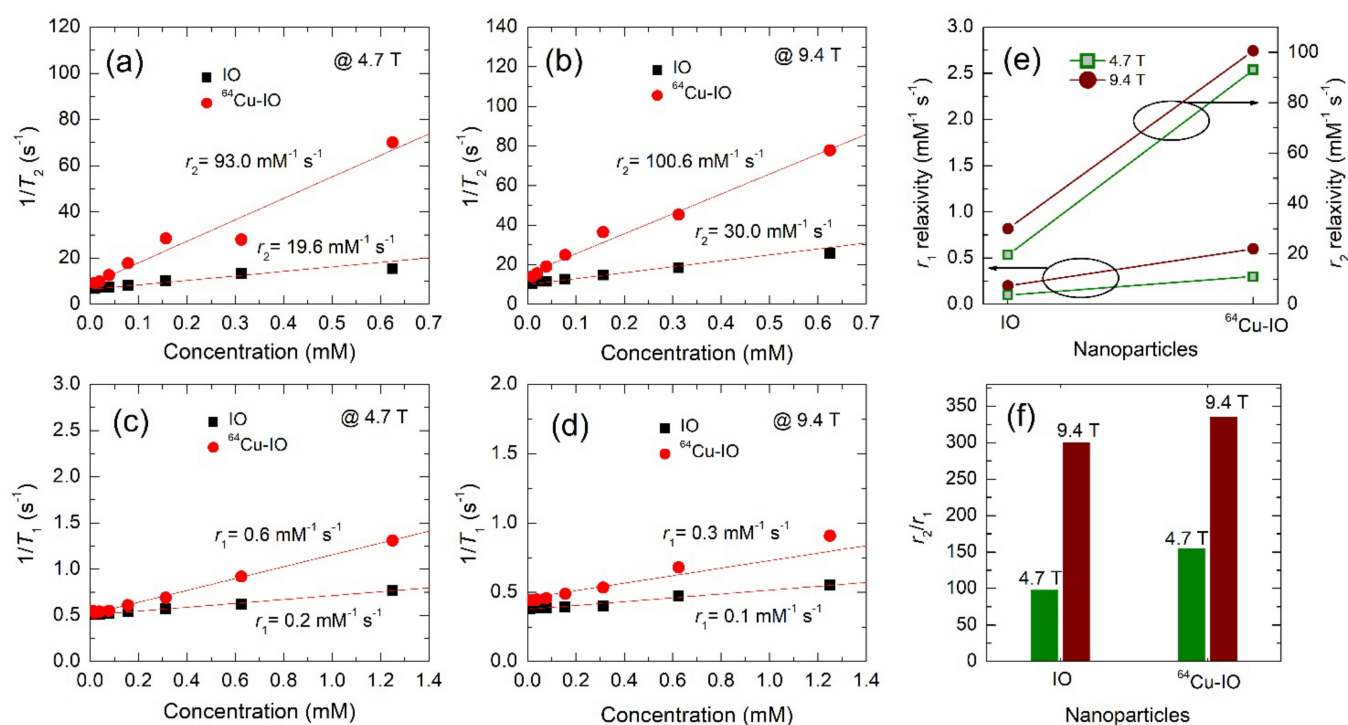 (a)
@ 4.7 T
IO
⁶⁴Cu-IO
r₂= 93.0 mM⁻¹ s⁻¹
r₂= 19.6 mM⁻¹ s⁻¹
1/T₂ (s⁻¹)
120
100
80
60
40
20
0
0.0 0.1 0.2 0.3 0.4 0.5 0.6 0.7
Concentration (mM)
(b)
@ 9.4 T
IO
⁶⁴Cu-IO
r₂= 100.6 mM⁻¹ s⁻¹
r₂= 30.0 mM⁻¹ s⁻¹
1/T₂ (s⁻¹)
140
120
100
80
60
40
20
0
0.0 0.1 0.2 0.3 0.4 0.5 0.6 0.7
Concentration (mM)
(e)
4.7 T
9.4 T
r₁ relaxivity (mM⁻¹ s⁻¹)
3.0
2.5
2.0
1.5
1.0
0.5
0.0
r₂ relaxivity (mM⁻¹ s⁻¹)
100
80
60
40
20
0
IO ⁶⁴Cu-IO
Nanoparticles
(c)
@ 4.7 T
IO
⁶⁴Cu-IO
r₁= 0.6 mM⁻¹ s⁻¹
r₁= 0.2 mM⁻¹ s⁻¹
1/T₁ (s⁻¹)
3.0
2.5
2.0
1.5
1.0
0.5
0.0
0.0 0.2 0.4 0.6 0.8 1.0 1.2 1.4
Concentration (mM)
(d)
@ 9.4 T
IO
⁶⁴Cu-IO
r₁= 0.3 mM⁻¹ s⁻¹
r₁= 0.1 mM⁻¹ s⁻¹
1/T₁ (s⁻¹)
2.0
1.5
1.0
0.5
0.0
0.0 0.2 0.4 0.6 0.8 1.0 1.2 1.4
Concentration (mM)
(f)
4.7 T
9.4 T
4.7 T
9.4 T
r₂/r₁
350
300
250
200
150
100
50
0
IO ⁶⁴Cu-IO
Nanoparticles